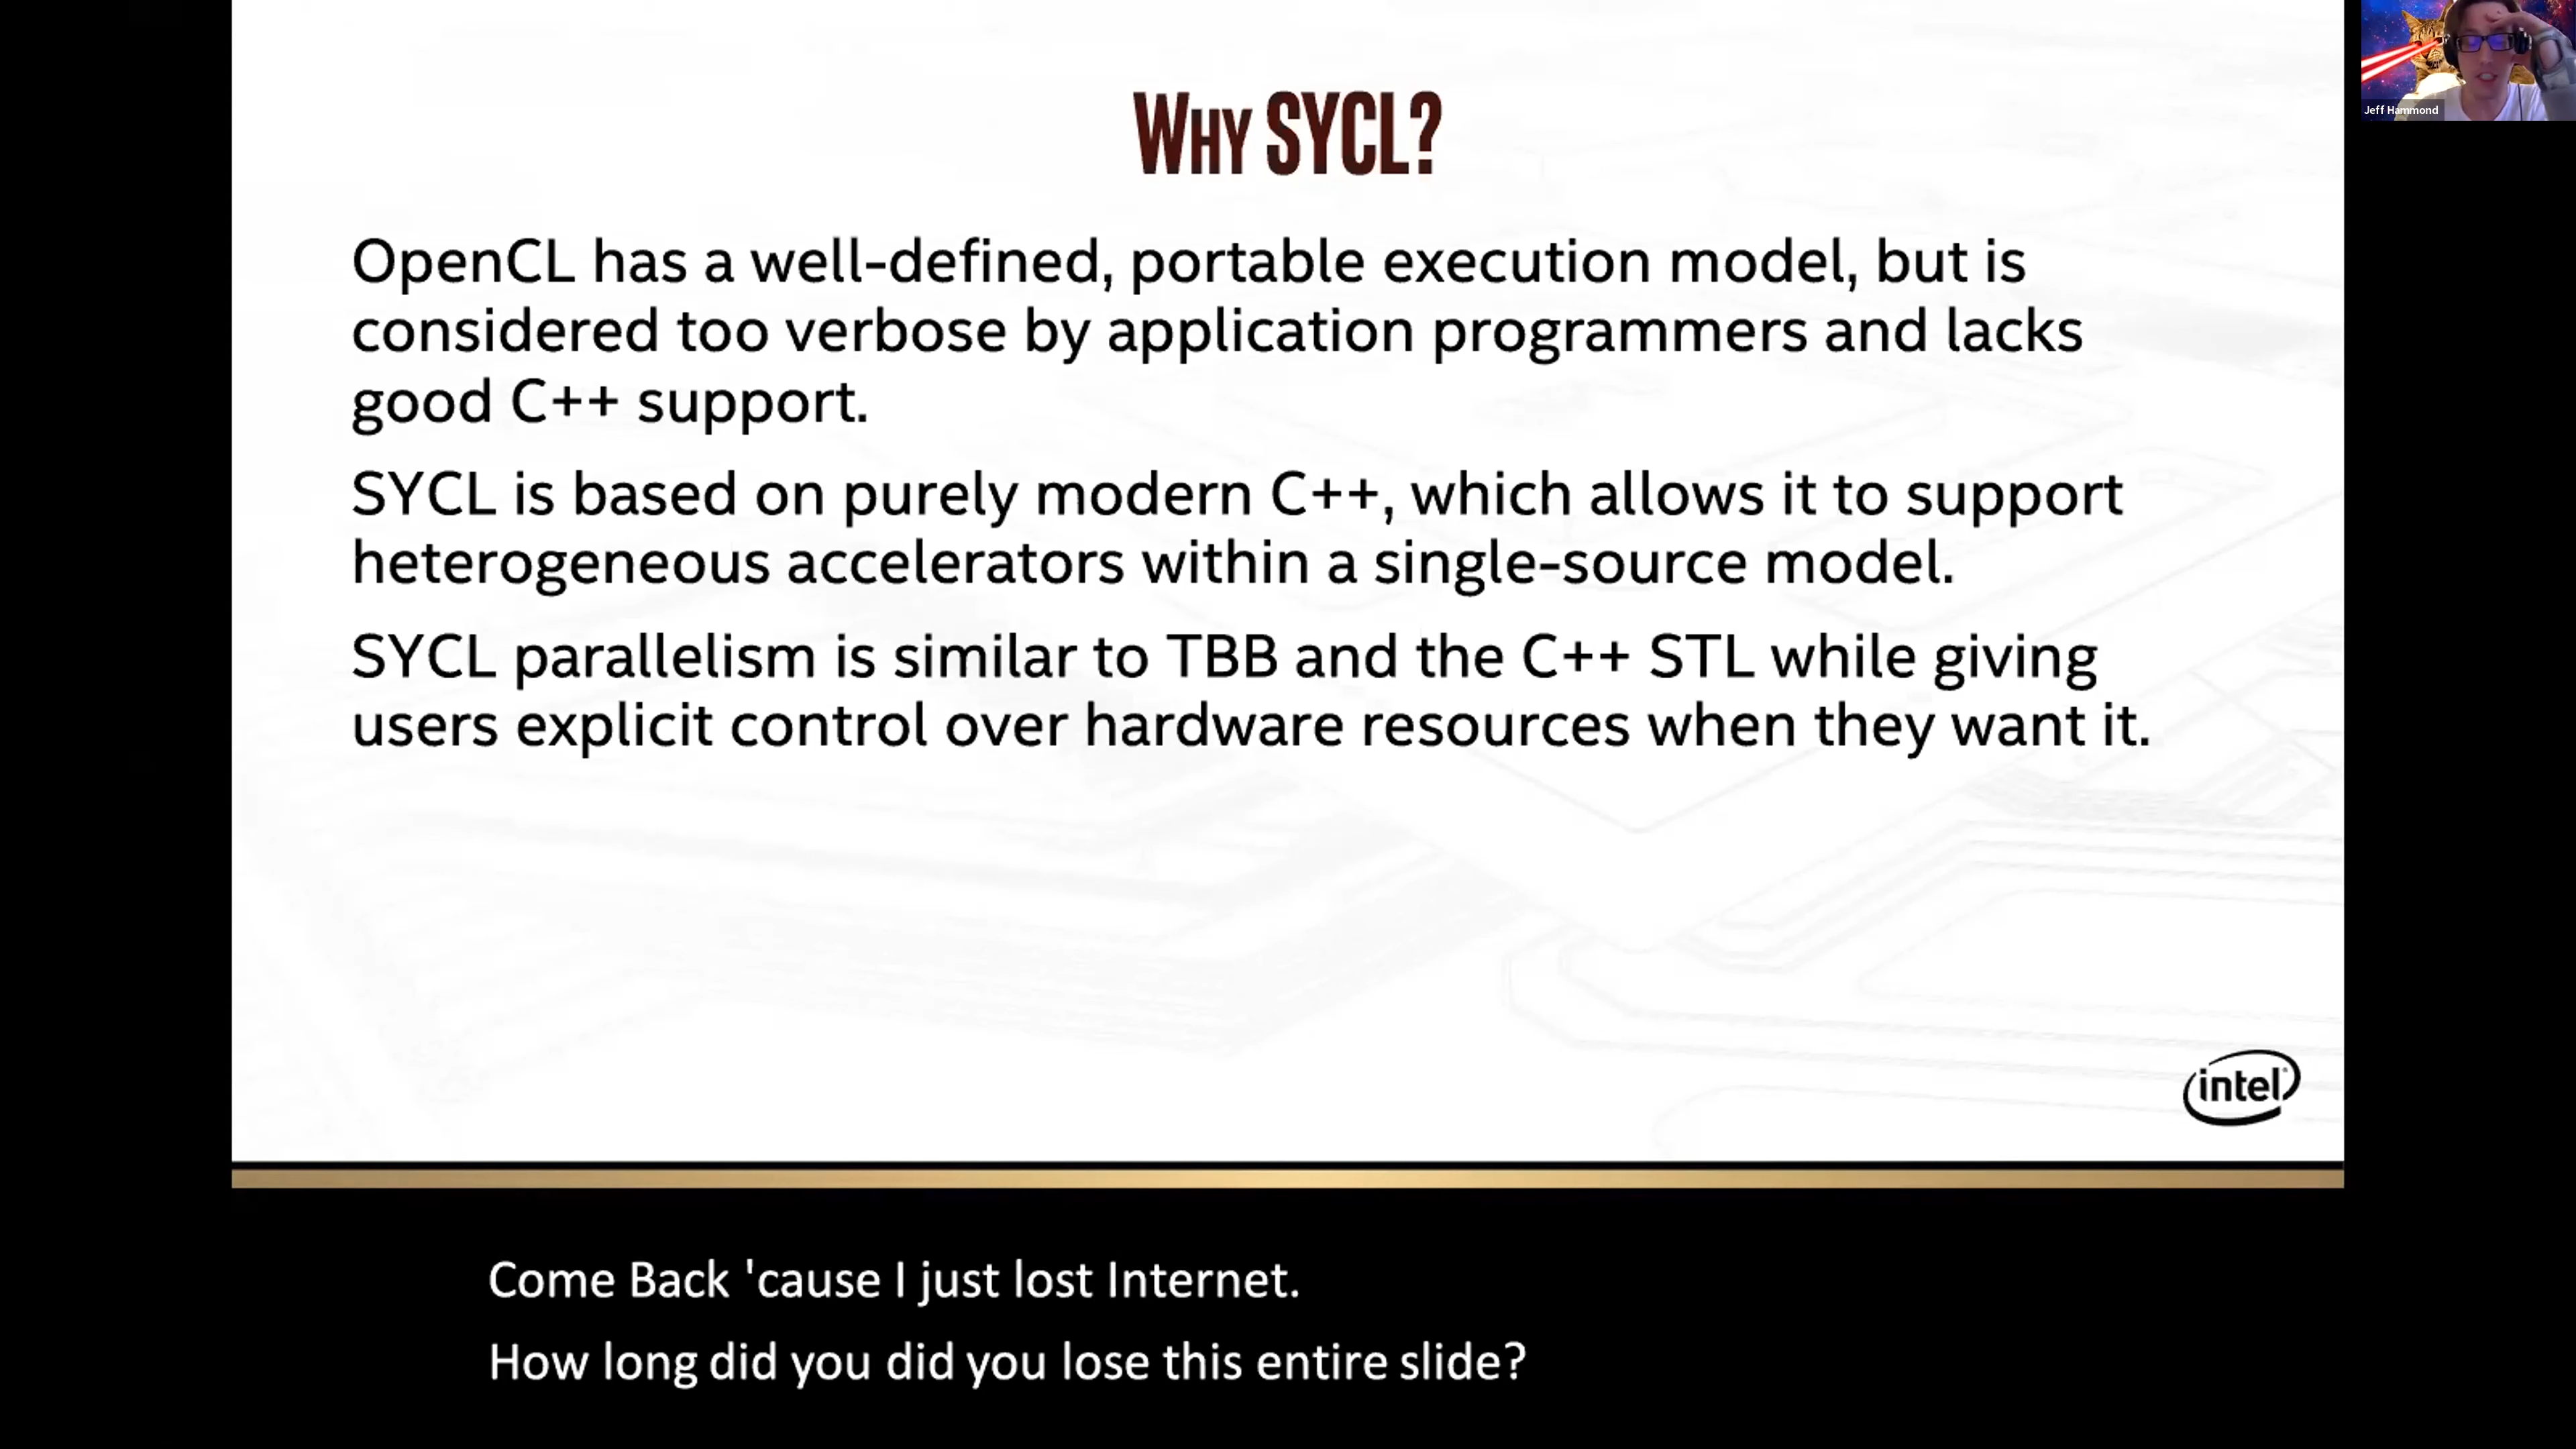 WHY SYCL?
Jeff Hammond
OpenCL has a well-defined, portable execution model, but is
considered too verbose by application programmers and lacks
good C++ support.
SYCL is based on purely modern C++, which allows it to support
heterogeneous accelerators within a single-source model.
SYCL parallelism is similar to TBB and the C++ STL while giving
users explicit control over hardware resources when they want it.
intel
Come Back 'cause I just lost Internet.
How long did you did you lose this entire slide?